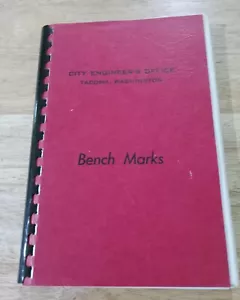 CITY ENGINEER'S OFFICE
TACOMA, WASHINGTON
Bench Marks